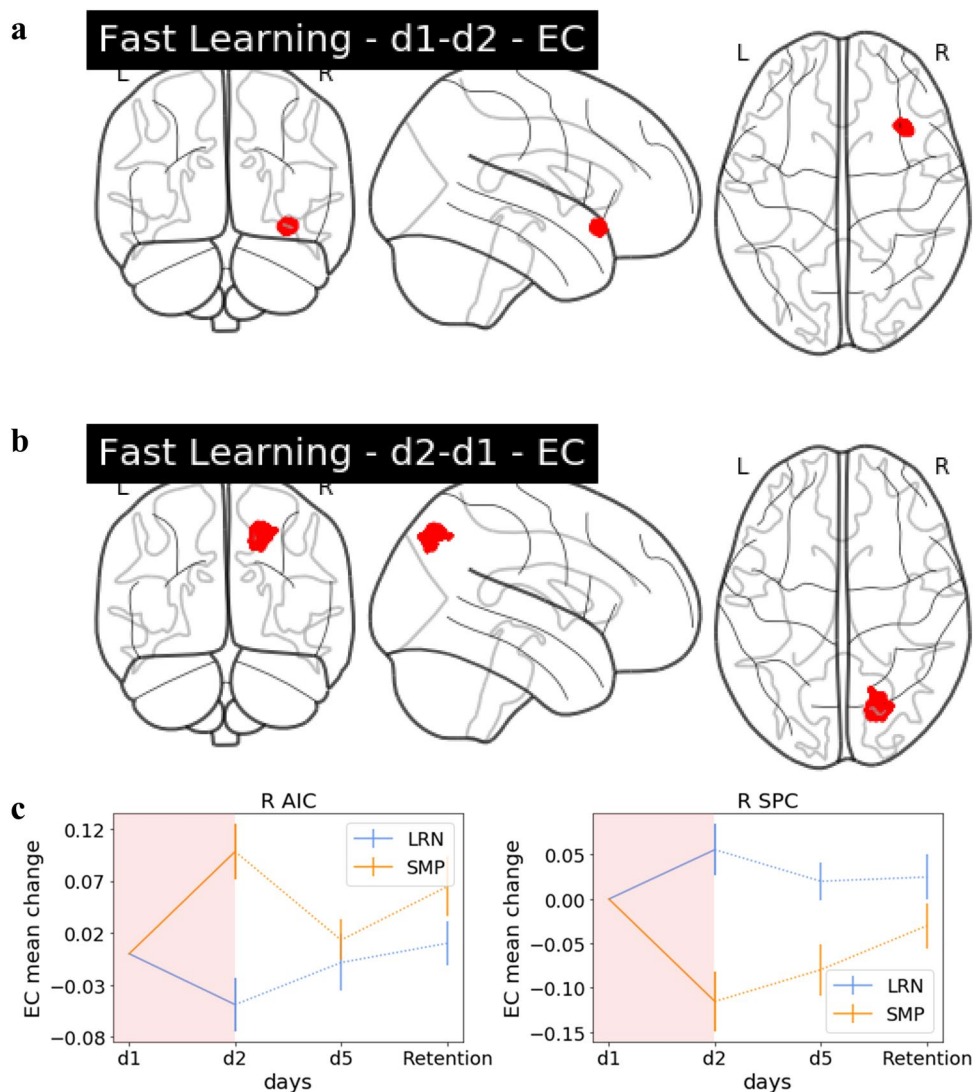 a
Fast Learning - d1-d2 - EC
L R R
L
b
Fast Learning - d2-d1 - EC
L R L R
c
R AIC
EC mean change
0.12
0.07
0.02
−0.03
−0.08
LRN
SMP
d1 d2 d5 Retention
days
R SPC
EC mean change
0.05
0.00
−0.05
−0.10
−0.15
LRN
SMP
d1 d2 d5 Retention
days